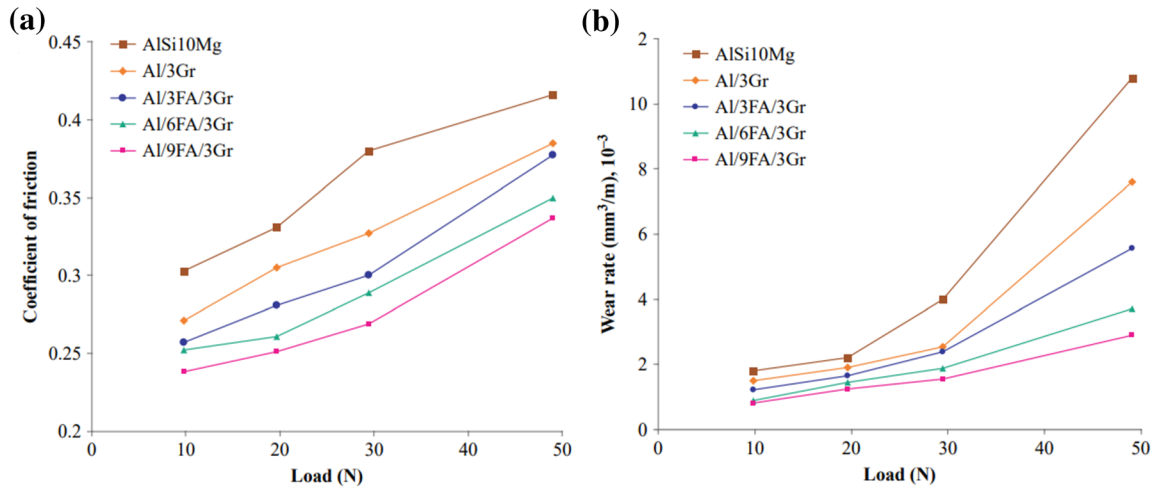 (a)
0.45
0.4
0.35
0.3
0.25
0.2
Coefficient of friction
AlSi10Mg
Al/3Gr
Al/3FA/3Gr
Al/6FA/3Gr
Al/9FA/3Gr
0 10 20 30 40 50
Load (N)
(b)
2
10
8
6
4
2
0
Wear rate (mm³/m), 10⁻³
AlSi10Mg
Al/3Gr
Al/3FA/3Gr
Al/6FA/3Gr
Al/9FA/3Gr
0 10 20 30 40 50
Load (N)